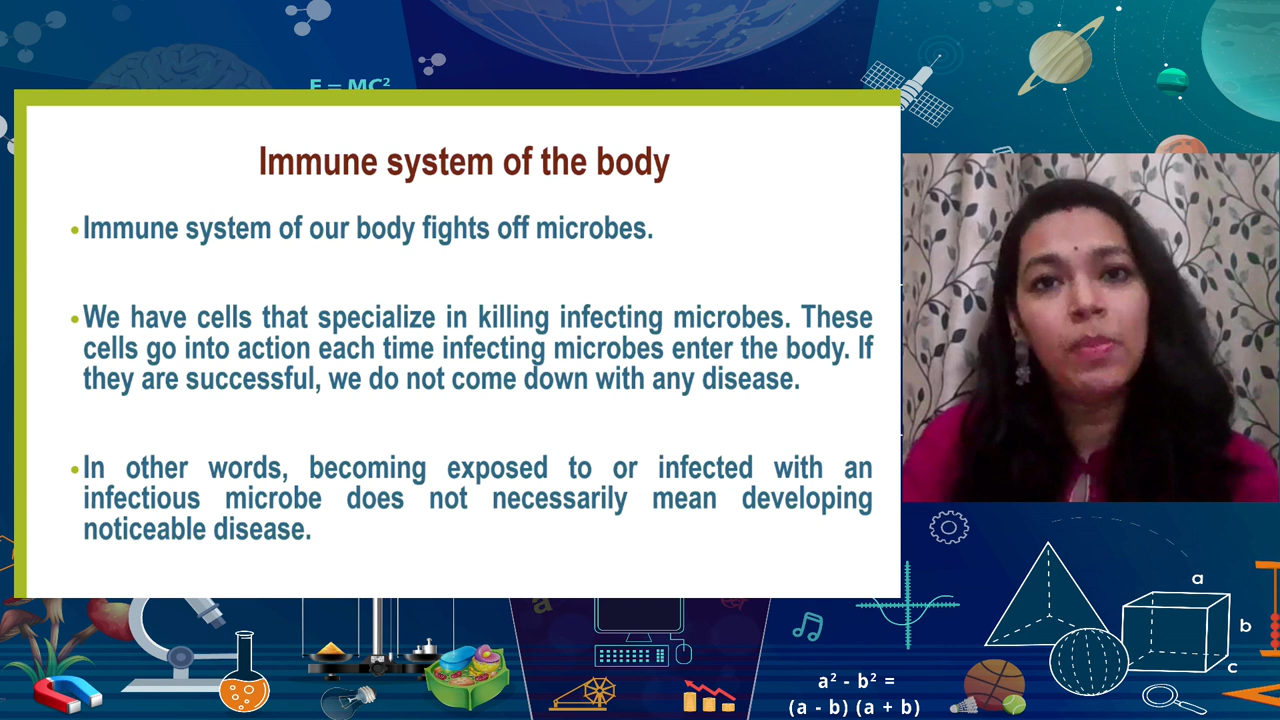 E = MC²
Immune system of the body
•Immune system of our body fights off microbes.
•We have cells that specialize in killing infecting microbes. These
cells go into action each time infecting microbes enter the body. If
they are successful, we do not come down with any disease.
•In other words, becoming exposed to or infected with an
infectious microbe does not necessarily mean developing
noticeable disease.
a
b
c
a² - b² =
(a - b) (a + b)